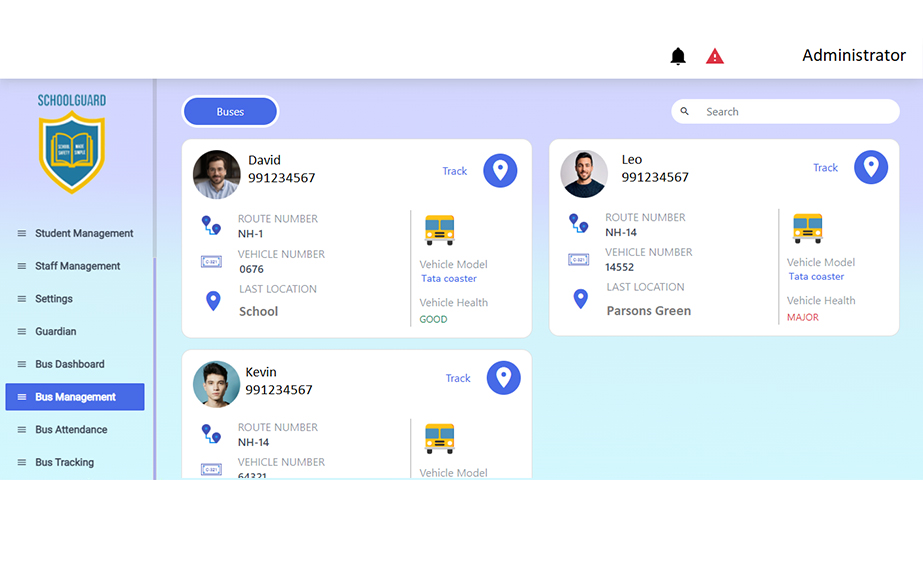 Administrator
SCHOOLGUARD
SCHOOL MADE
SAFETY SIMPLE
Student Management
Staff Management
Settings
Guardian
Bus Dashboard
Bus Management
Bus Attendance
Bus Tracking
Buses
Search
David
991234567
Track
ROUTE NUMBER
NH-1
VEHICLE NUMBER
0676
LAST LOCATION
School
Vehicle Model
Tata coaster
Vehicle Health
GOOD
Leo
991234567
Track
ROUTE NUMBER
NH-14
VEHICLE NUMBER
14552
LAST LOCATION
Parsons Green
Vehicle Model
Tata coaster
Vehicle Health
MAJOR
Kevin
991234567
Track
ROUTE NUMBER
NH-14
VEHICLE NUMBER
64321
Vehicle Model